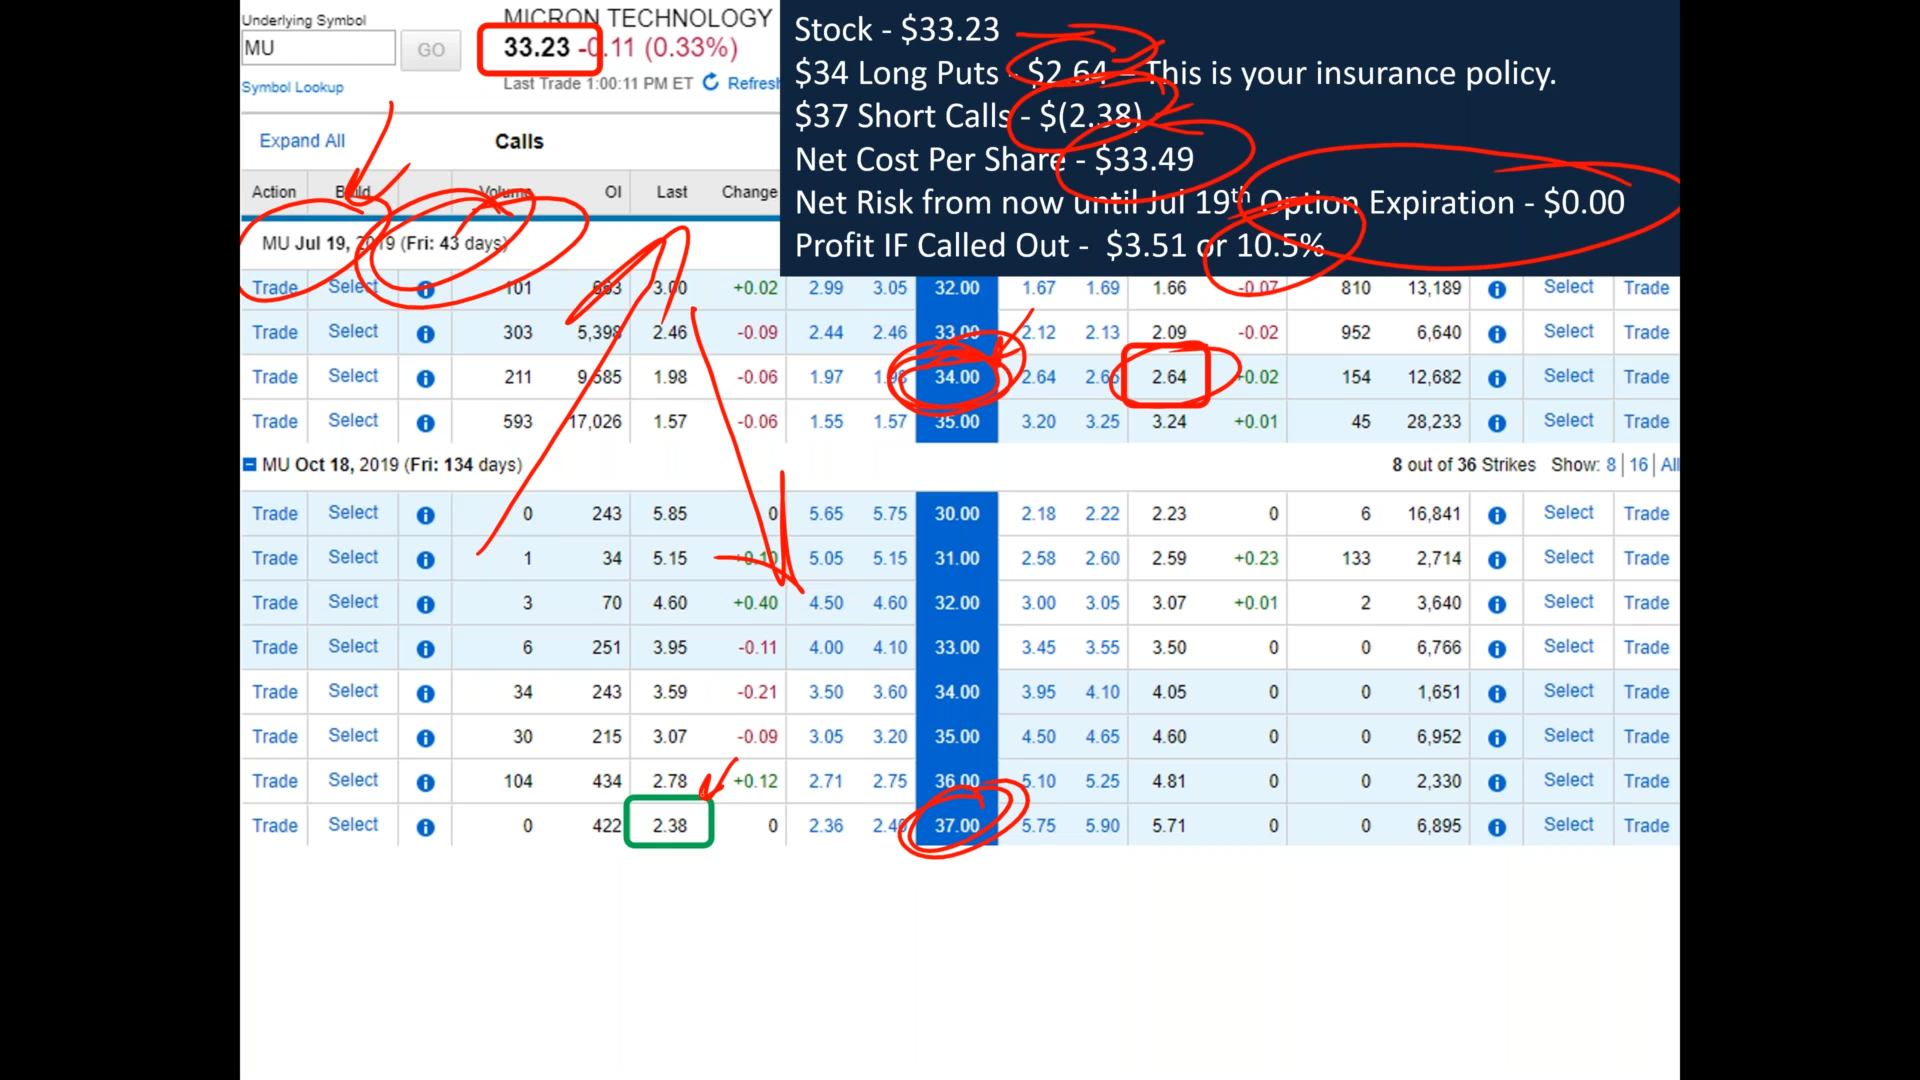 Underlying Symbol
MU
GO
Symbol Lookup
MICRON TECHNOLOGY
33.23 -0.11 (0.33%)
Last Trade 1:00:11 PM ET Refresh
Stock - $33.23
$34 Long Puts - $2.64 – This is your insurance policy.
$37 Short Calls - $(2.38)
Net Cost Per Share - $33.49
Net Risk from now until Jul 19th Option Expiration - $0.00
Profit IF Called Out - $3.51 or 10.5%
Expand All Calls
Action Build Volume OI Last Change
MU Jul 19, 2019 (Fri: 43 days)
Trade Select 101 663 3.00 +0.02 2.99 3.05 32.00 1.67 1.69 1.66 -0.07 810 13,189 Select Trade
Trade Select 303 5,398 2.46 -0.09 2.44 2.46 33.00 2.12 2.13 2.09 -0.02 952 6,640 Select Trade
Trade Select 211 9,585 1.98 -0.06 1.97 1.98 34.00 2.64 2.65 2.64 +0.02 154 12,682 Select Trade
Trade Select 593 17,026 1.57 -0.06 1.55 1.57 35.00 3.20 3.25 3.24 +0.01 45 28,233 Select Trade
MU Oct 18, 2019 (Fri: 134 days) 8 out of 36 Strikes Show: 8 | 16 | All
Trade Select 0 243 5.85 0 5.65 5.75 30.00 2.18 2.22 2.23 0 6 16,841 Select Trade
Trade Select 1 34 5.15 +0.10 5.05 5.15 31.00 2.58 2.60 2.59 +0.23 133 2,714 Select Trade
Trade Select 3 70 4.60 +0.40 4.50 4.60 32.00 3.00 3.05 3.07 +0.01 2 3,640 Select Trade
Trade Select 6 251 3.95 -0.11 4.00 4.10 33.00 3.45 3.55 3.50 0 0 6,766 Select Trade
Trade Select 34 243 3.59 -0.21 3.50 3.60 34.00 3.95 4.10 4.05 0 0 1,651 Select Trade
Trade Select 30 215 3.07 -0.09 3.05 3.20 35.00 4.50 4.65 4.60 0 0 6,952 Select Trade
Trade Select 104 434 2.78 +0.12 2.71 2.75 36.00 5.10 5.25 4.81 0 0 2,330 Select Trade
Trade Select 0 422 2.38 0 2.36 2.40 37.00 5.75 5.90 5.71 0 0 6,895 Select Trade